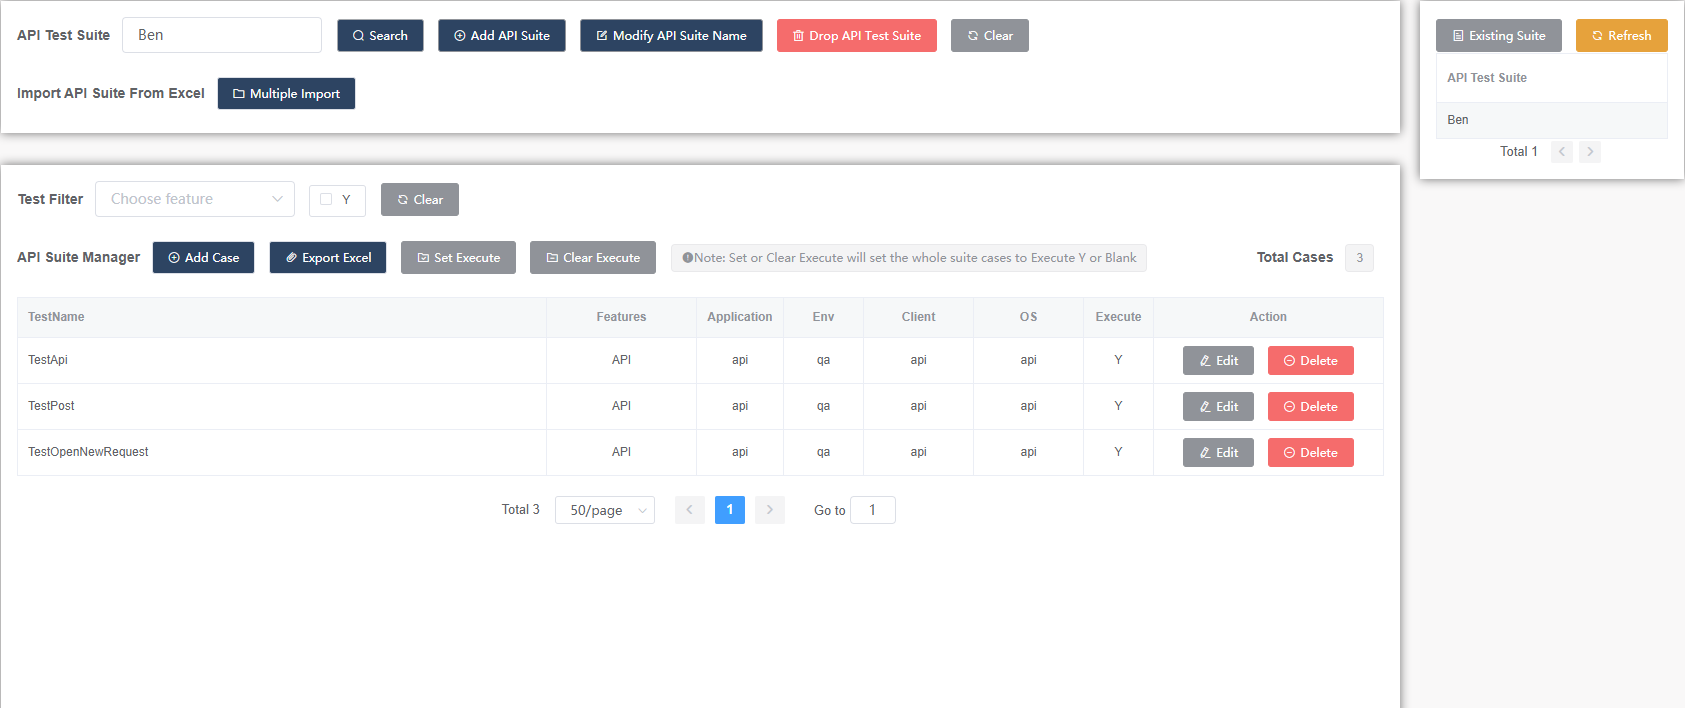 API Test Suite Ben Search Add API Suite Modify API Suite Name Drop API Test Suite Clear
Import API Suite From Excel Multiple Import
Existing Suite Refresh
API Test Suite
Ben
Total 1
Test Filter Choose feature Y Clear
API Suite Manager Add Case Export Excel Set Execute Clear Execute Note: Set or Clear Execute will set the whole suite cases to Execute Y or Blank Total Cases 3
TestName Features Application Env Client OS Execute Action
TestApi API api qa api api Y Edit Delete
TestPost API api qa api api Y Edit Delete
TestOpenNewRequest API api qa api api Y Edit Delete
Total 3 50/page 1 Go to 1